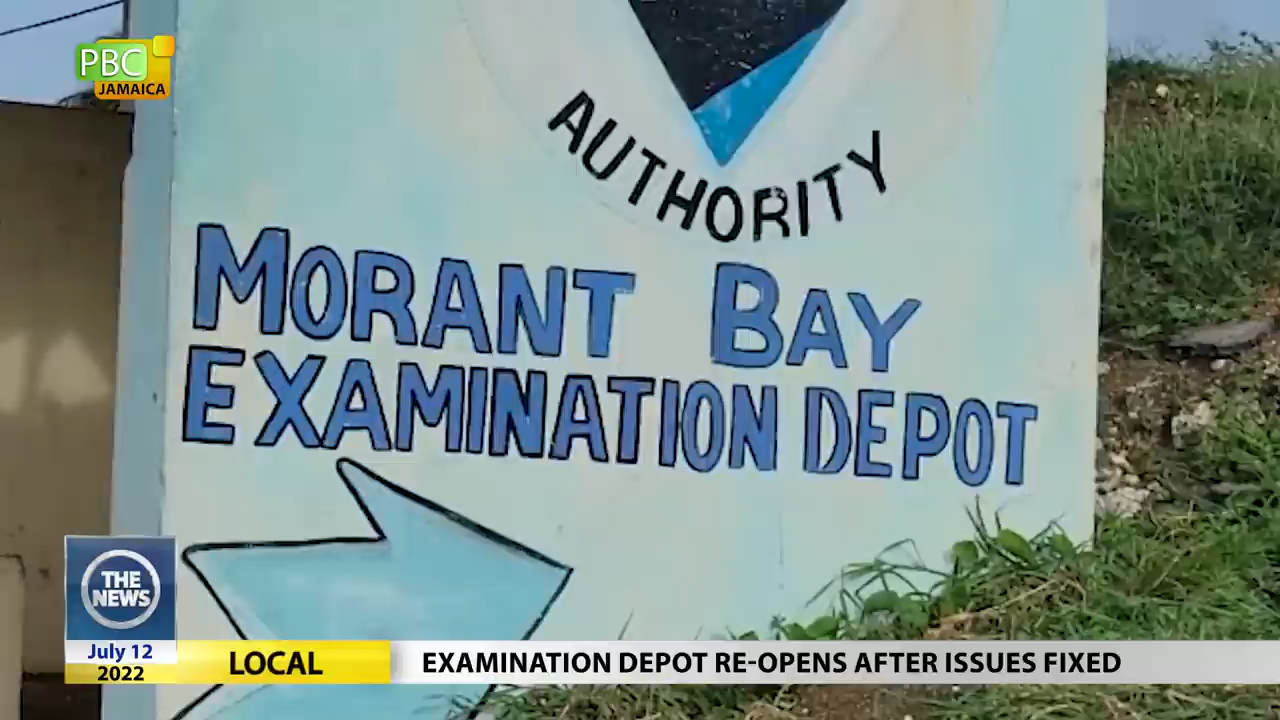 PBC
JAMAICA
AUTHORITY
MORANT BAY
EXAMINATION DEPOT
THE
NEWS
July 12
2022
LOCAL
EXAMINATION DEPOT RE-OPENS AFTER ISSUES FIXED